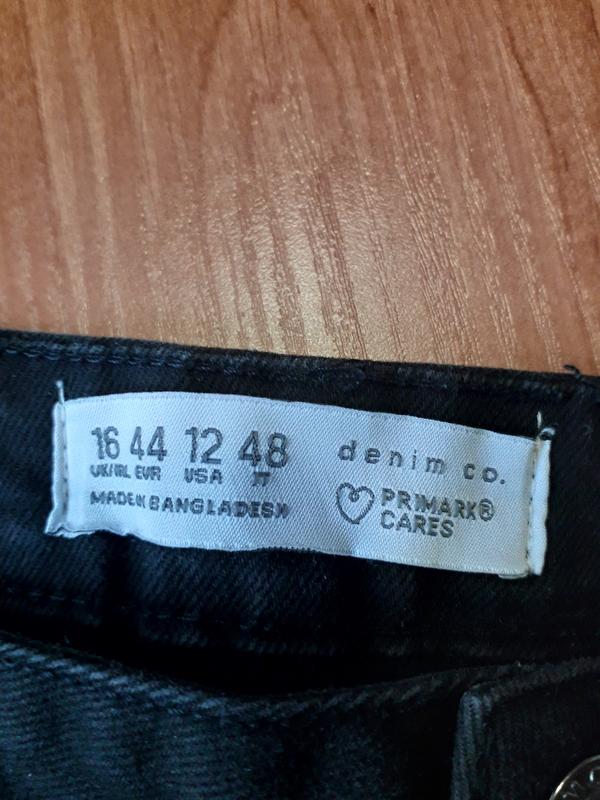 16 44 12 48
UK/IRL EUR USA IT
MADE IN BANGLADESH
denim co.
PRIMARK®
CARES